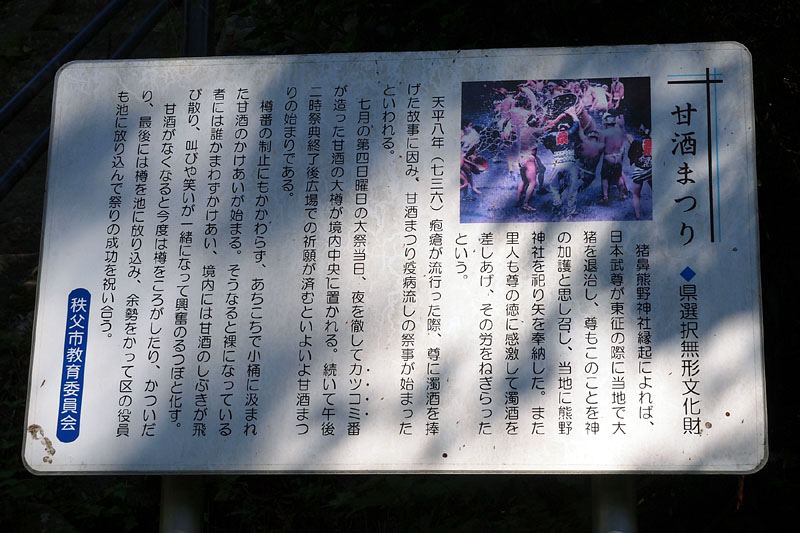 甘酒まつり ◆県選択無形文化財
猪鼻熊野神社縁起によれば、
日本武尊が東征の際に当地で大
猪を退治し、尊もこのことを神
の加護と思し召し、当地に熊野
神社を祀り矢を奉納した。また
里人も尊の徳に感激して濁酒を
差しあげ、その労をねぎらった
という。
天平八年（七三六）疱瘡が流行った際、尊に濁酒を捧
げた故事に因み、甘酒まつり疫病流しの祭事が始まった
といわれる。
七月の第四日曜日の大祭当日、夜を徹してカツコミ番
が造った甘酒の大樽が境内中央に置かれる。続いて午後
二時祭典終了後広場での祈願が済むといよいよ甘酒まつ
りの始まりである。
樽番の制止にもかかわらず、あちこちで小桶に汲まれ
た甘酒のかけあいが始まる。そうなると裸になっている
者には誰かまわずかけあい、境内には甘酒のしぶきが飛
び散り、叫びや笑いが一緒になって興奮のるつぼと化す。
甘酒がなくなると今度は樽をころがしたり、かついだ
り、最後には樽を池に放り込み、余勢をかって区の役員
も池に放り込んで祭りの成功を祝い合う。
秩父市教育委員会